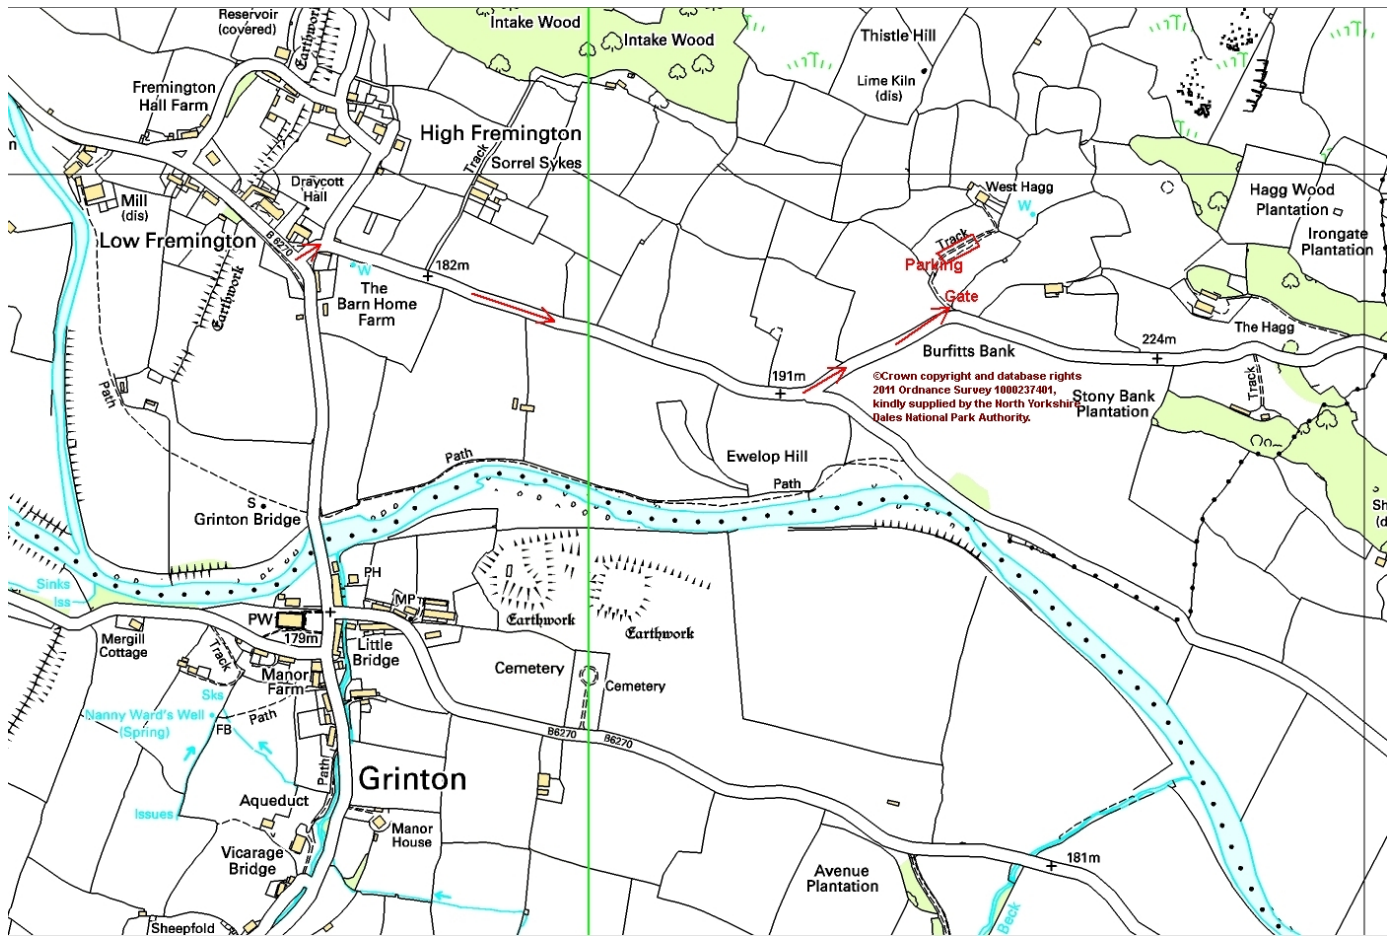 Reservoir
(covered)
Earthwork
Intake Wood
Intake Wood
Thistle Hill
Lime Kiln
(dis)
Fremington
Hall Farm
High Fremington
Track
Sorrel Sykes
n
Mill
(dis)
Draycott
Hall
West Hagg
W
Hagg Wood
Plantation
Irongate
Plantation
Low Fremington
B 6270
Track
Parking
182m
W
The
Barn Home
Farm
Earthwork
Gate
The Hagg
Burfitts Bank
224m
191m
©Crown copyright and database rights
2011 Ordnance Survey 1000237401,
kindly supplied by the North Yorkshire
Dales National Park Authority.
Track
Stony Bank
Plantation
Path
Path
Ewelop Hill
Path
S
Grinton Bridge
Sh
(d
Sinks
Iss
PH
MP
PW
179m
Earthwork
Earthwork
Mergill
Cottage
Little
Bridge
Track
Manor
Farm
Cemetery
Cemetery
Sks
Nanny Ward's Well
(Spring)
Path
FB
B6270
B6270
Path
Grinton
Aqueduct
Issues
Manor
House
Vicarage
Bridge
181m
Avenue
Plantation
Beck
Sheepfold